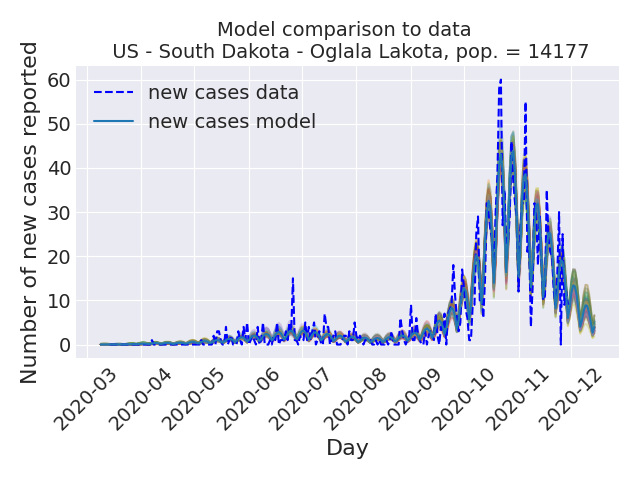 Model comparison to data
US - South Dakota - Oglala Lakota, pop. = 14177
Number of new cases reported
60
50
40
30
20
10
0
new cases data
new cases model
2020-03
2020-04
2020-05
2020-06
2020-07
2020-08
2020-09
2020-10
2020-11
2020-12
Day